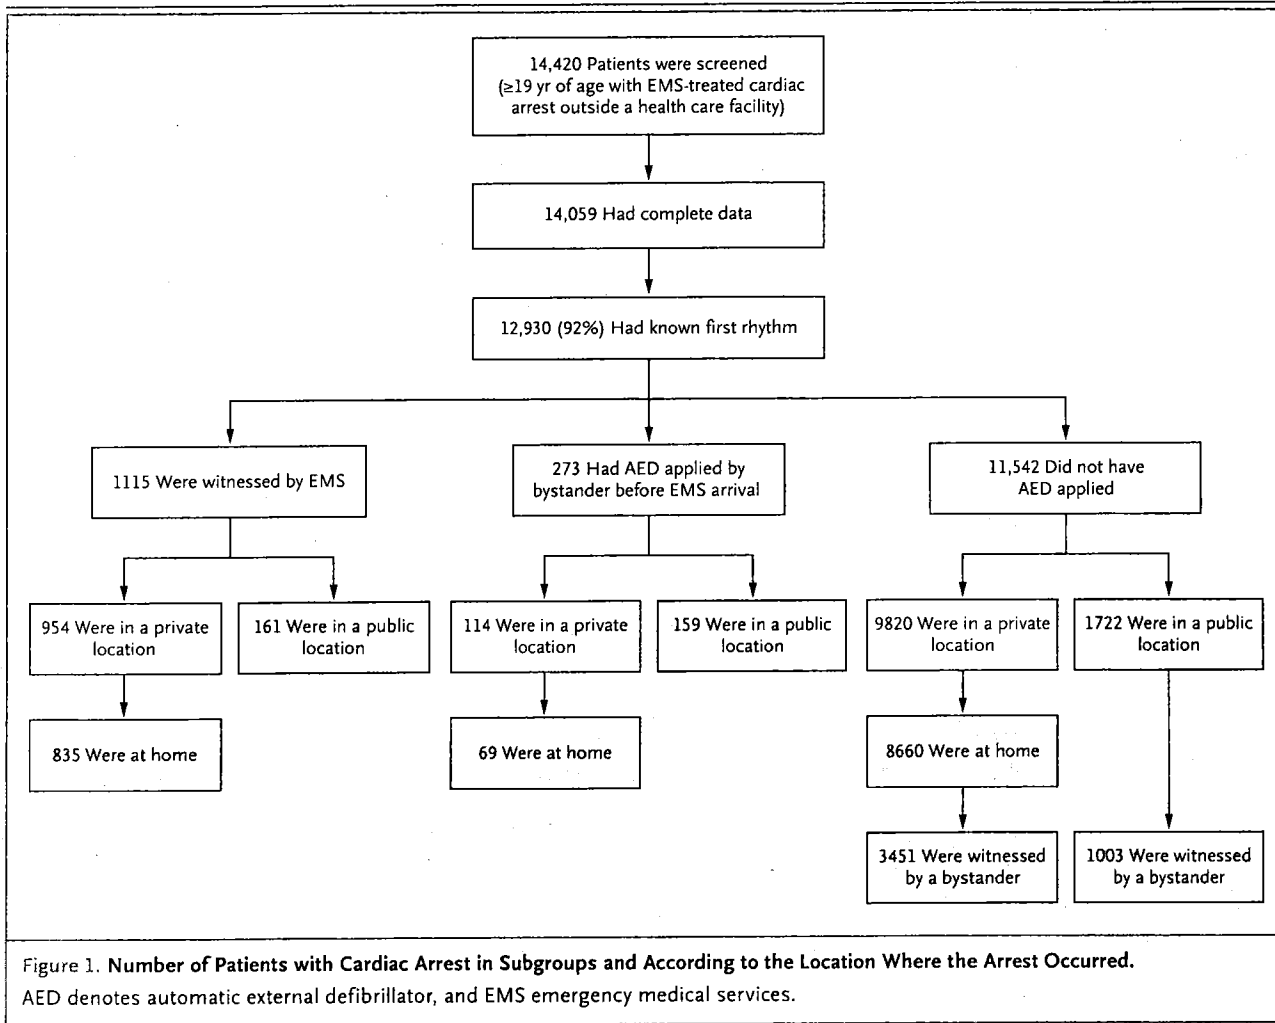 14,420 Patients were screened
(≥19 yr of age with EMS-treated cardiac
arrest outside a health care facility)
14,059 Had complete data
12,930 (92%) Had known first rhythm
1115 Were witnessed by EMS
273 Had AED applied by
bystander before EMS arrival
11,542 Did not have
AED applied
954 Were in a private
location
161 Were in a public
location
114 Were in a private
location
159 Were in a public
location
9820 Were in a private
location
1722 Were in a public
location
835 Were at home
69 Were at home
8660 Were at home
3451 Were witnessed
by a bystander
1003 Were witnessed
by a bystander
Figure 1. Number of Patients with Cardiac Arrest in Subgroups and According to the Location Where the Arrest Occurred.
AED denotes automatic external defibrillator, and EMS emergency medical services.